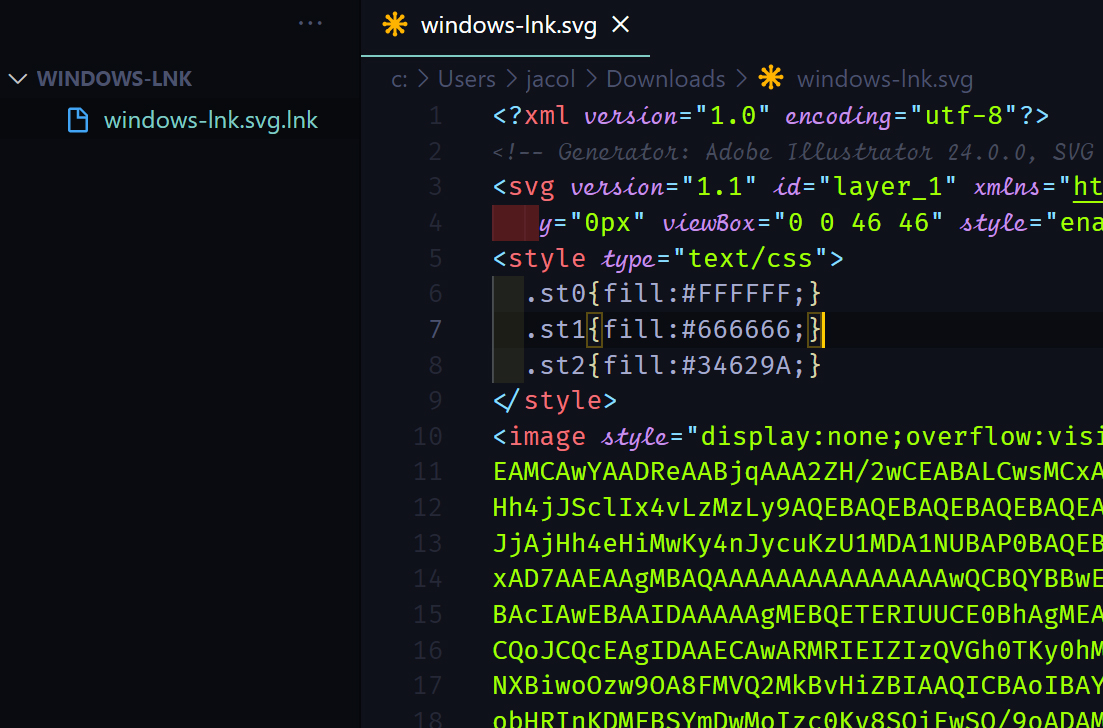 ...
windows-lnk.svg
WINDOWS-LNK
windows-lnk.svg.lnk
c: > Users > jacol > Downloads > windows-lnk.svg
1 <?xml version="1.0" encoding="utf-8"?>
2 <!-- Generator: Adobe Illustrator 24.0.0, SVG
3 <svg version="1.1" id="layer_1" xmlns="ht
4 y="0px" viewBox="0 0 46 46" style="ena
5 <style type="text/css">
6 .st0{fill:#FFFFFF;}
7 .st1{fill:#666666;}
8 .st2{fill:#34629A;}
9 </style>
10 <image style="display:none;overflow:visi
11 EAMCAwYAADReAABjqAAA2ZH/2wCEABALCwsMCxA
12 Hh4jJSclIx4vLzMzLy9AQEBAQEBAQEBAQEBAQEA
13 JjAjHh4eHiMwKy4nJycuKzU1MDA1NUBAP0BAQEB
14 xAD7AAEAAgMBAQAAAAAAAAAAAAAAAwQCBQYBBwE
15 BAcIAwEBAAIDAAAAAgMEBQETERIUUCE0BhAgMEA
16 CQoJCQcEAgIDAAECAwARMRIEIZIzQVGh0TKy0hM
17 NXBiwoOzw9OA8FMVQ2MkBvHiZBIAAQICBAoIBAY
18